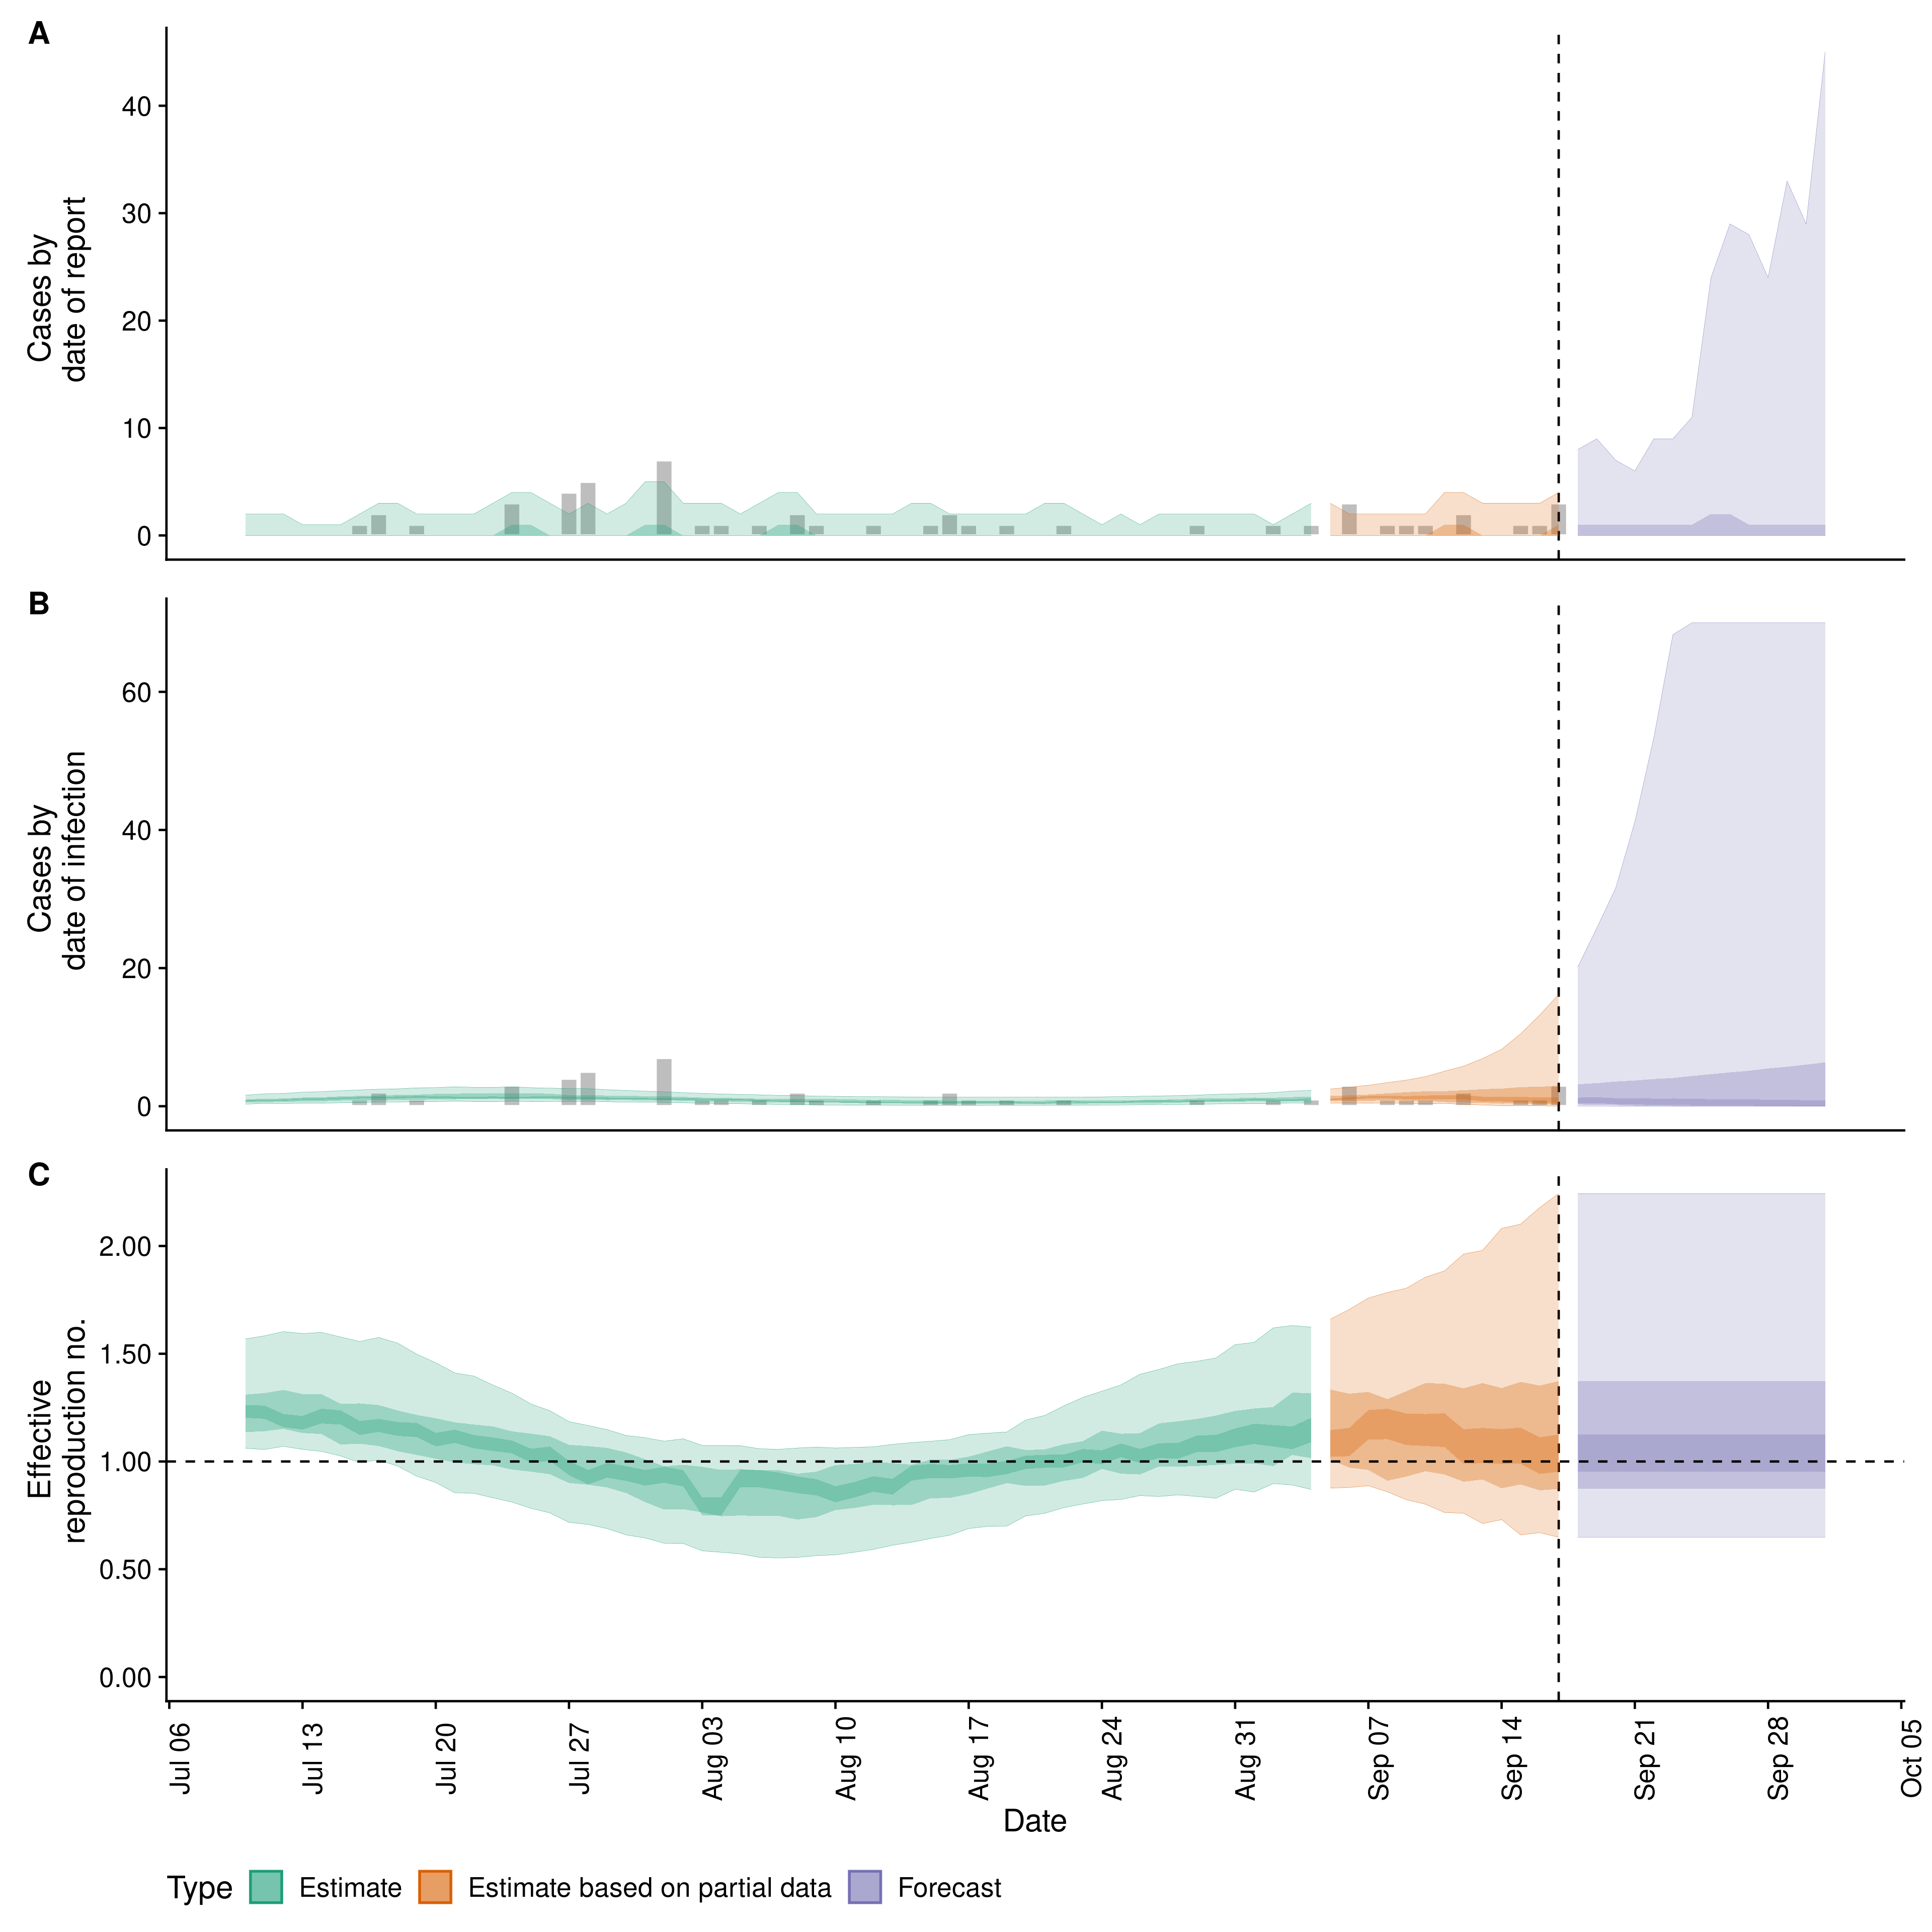 A
Cases by
date of report
40
30
20
10
0
B
Cases by
date of infection
60
40
20
0
C
Effective
reproduction no.
2.00
1.50
1.00
0.50
0.00
Jul 06
Jul 13
Jul 20
Jul 27
Aug 03
Aug 10
Aug 17
Aug 24
Aug 31
Sep 07
Sep 14
Sep 21
Sep 28
Oct 05
Date
Type Estimate Estimate based on partial data Forecast